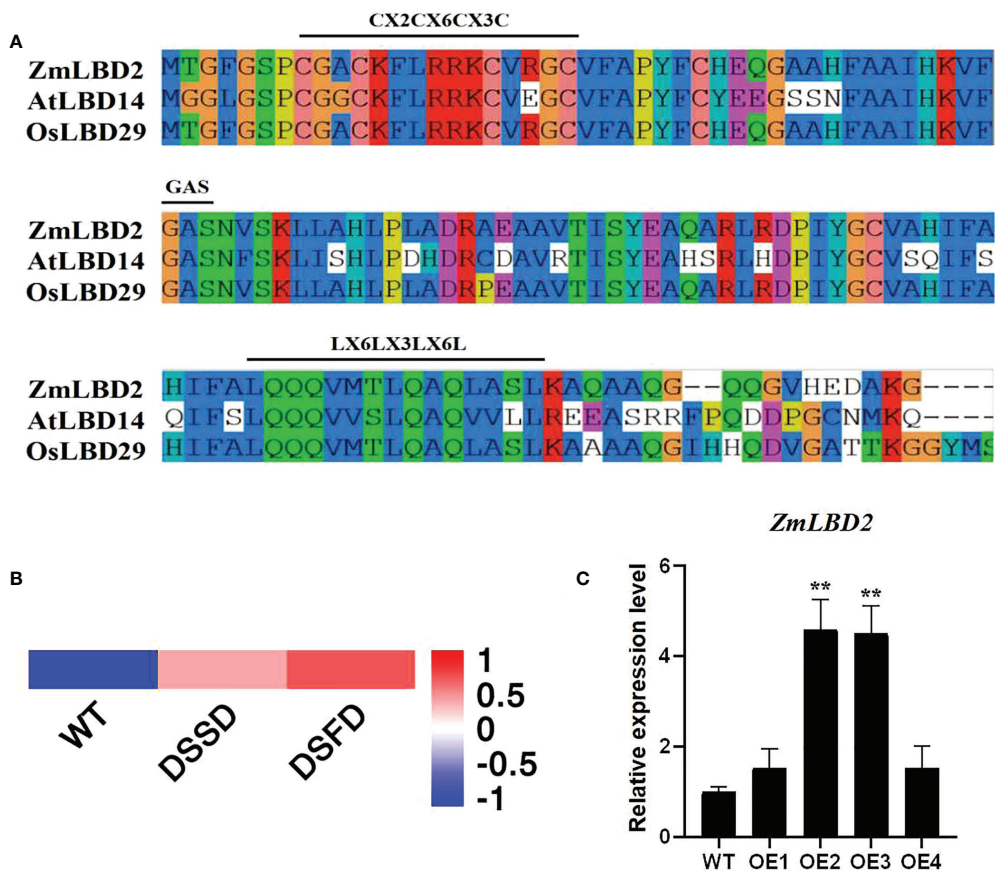 CX2CX6CX3C
A
ZmLBD2 MTGFGSPCGACKFLRRKCVRGCVFAPYFCHEQGAAHFAAIHKVF
AtLBD14 MGGLGSPCGGCKFLRRKCVEGCVFAPYFCYEEGSSNFAAIHKVF
OsLBD29 MTGFGSPCGACKFLRRKCVRGCVFAPYFCHEQGAAHFAAIHKVF
GAS
ZmLBD2 GASNVSKLLAHLPLADRAEAAVTISYEAQARLRDPIYGCVAHIFA
AtLBD14 GASNFSKLISHLPDHDRCDAVRTISYEAHSRLHDPIYGCVSQIFS
OsLBD29 GASNVSKLLAHLPLADRPEAAVTISYEAQARLRDPIYGCVAHIFA
LX6LX3LX6L
ZmLBD2 HIFALQQQVMTLQAQLASLKAQAAQG--QQGVHEDAKG----
AtLBD14 QIFSLQQQVVSLQAQVVLLREEASRRFPQDDPGCNMKQ----
OsLBD29 HIFALQQQVMTLQAQLASLKAAAAQGIHHQDVGATTKGGYMS
B
WT DSSD DSFD
1
0.5
0
-0.5
-1
C
ZmLBD2
Relative expression level
6
4
2
0
** **
WT OE1 OE2 OE3 OE4